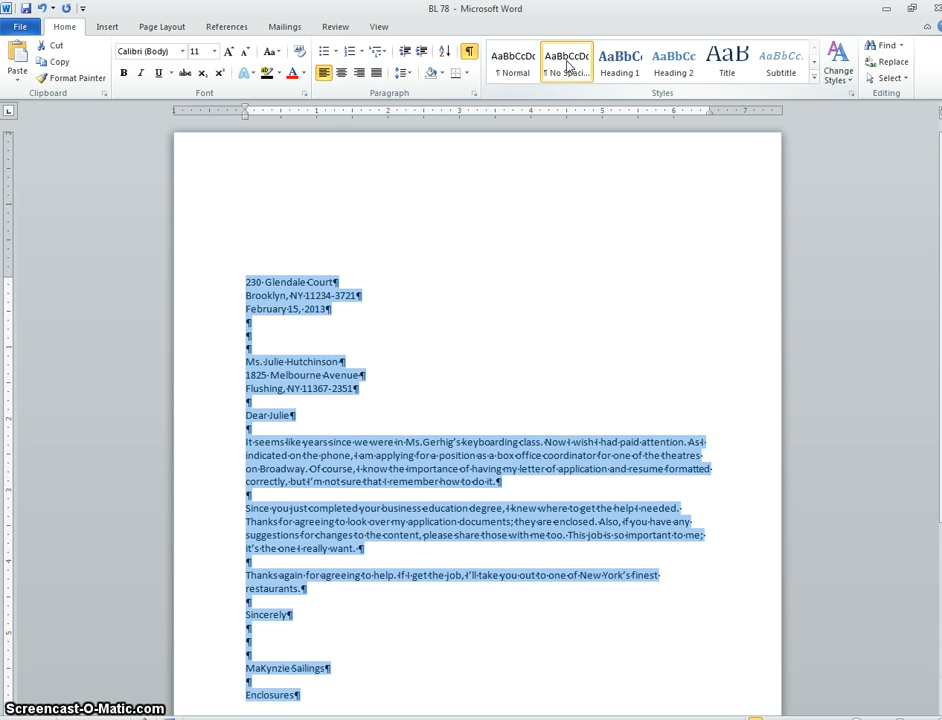 BL 78 - Microsoft Word
File Home Insert Page Layout References Mailings Review View
Paste
Cut
Copy
Format Painter
Clipboard
Calibri (Body) 11
Font
Paragraph
AaBbCcDc AaBbCcDc AaBbC AaBbCc AaB AaBbCc.
¶ Normal ¶ No Spaci... Heading 1 Heading 2 Title Subtitle
Change Styles
Styles
Find
Replace
Select
Editing
1 2 3 4 5 6 7
230 Glendale Court¶
Brooklyn, NY 11234-3721¶
February 15, 2013¶
¶
¶
¶
Ms. Julie Hutchinson¶
1825 Melbourne Avenue¶
Flushing, NY 11367-2351¶
¶
Dear Julie¶
¶
It seems like years since we were in Ms. Gerhig's keyboarding class. Now I wish I had paid attention. As I
indicated on the phone, I am applying for a position as a box office coordinator for one of the theatres
on Broadway. Of course, I know the importance of having my letter of application and resume formatted
correctly, but I'm not sure that I remember how to do it.¶
¶
Since you just completed your business education degree, I knew where to get the help I needed.
Thanks for agreeing to look over my application documents; they are enclosed. Also, if you have any
suggestions for changes to the content, please share those with me too. This job is so important to me;
it's the one I really want. ¶
¶
Thanks again for agreeing to help. If I get the job, I'll take you out to one of New York's finest
restaurants.¶
¶
Sincerely¶
¶
¶
¶
MaKynzie Sailings¶
¶
Enclosures¶
Screencast-O-Matic.com